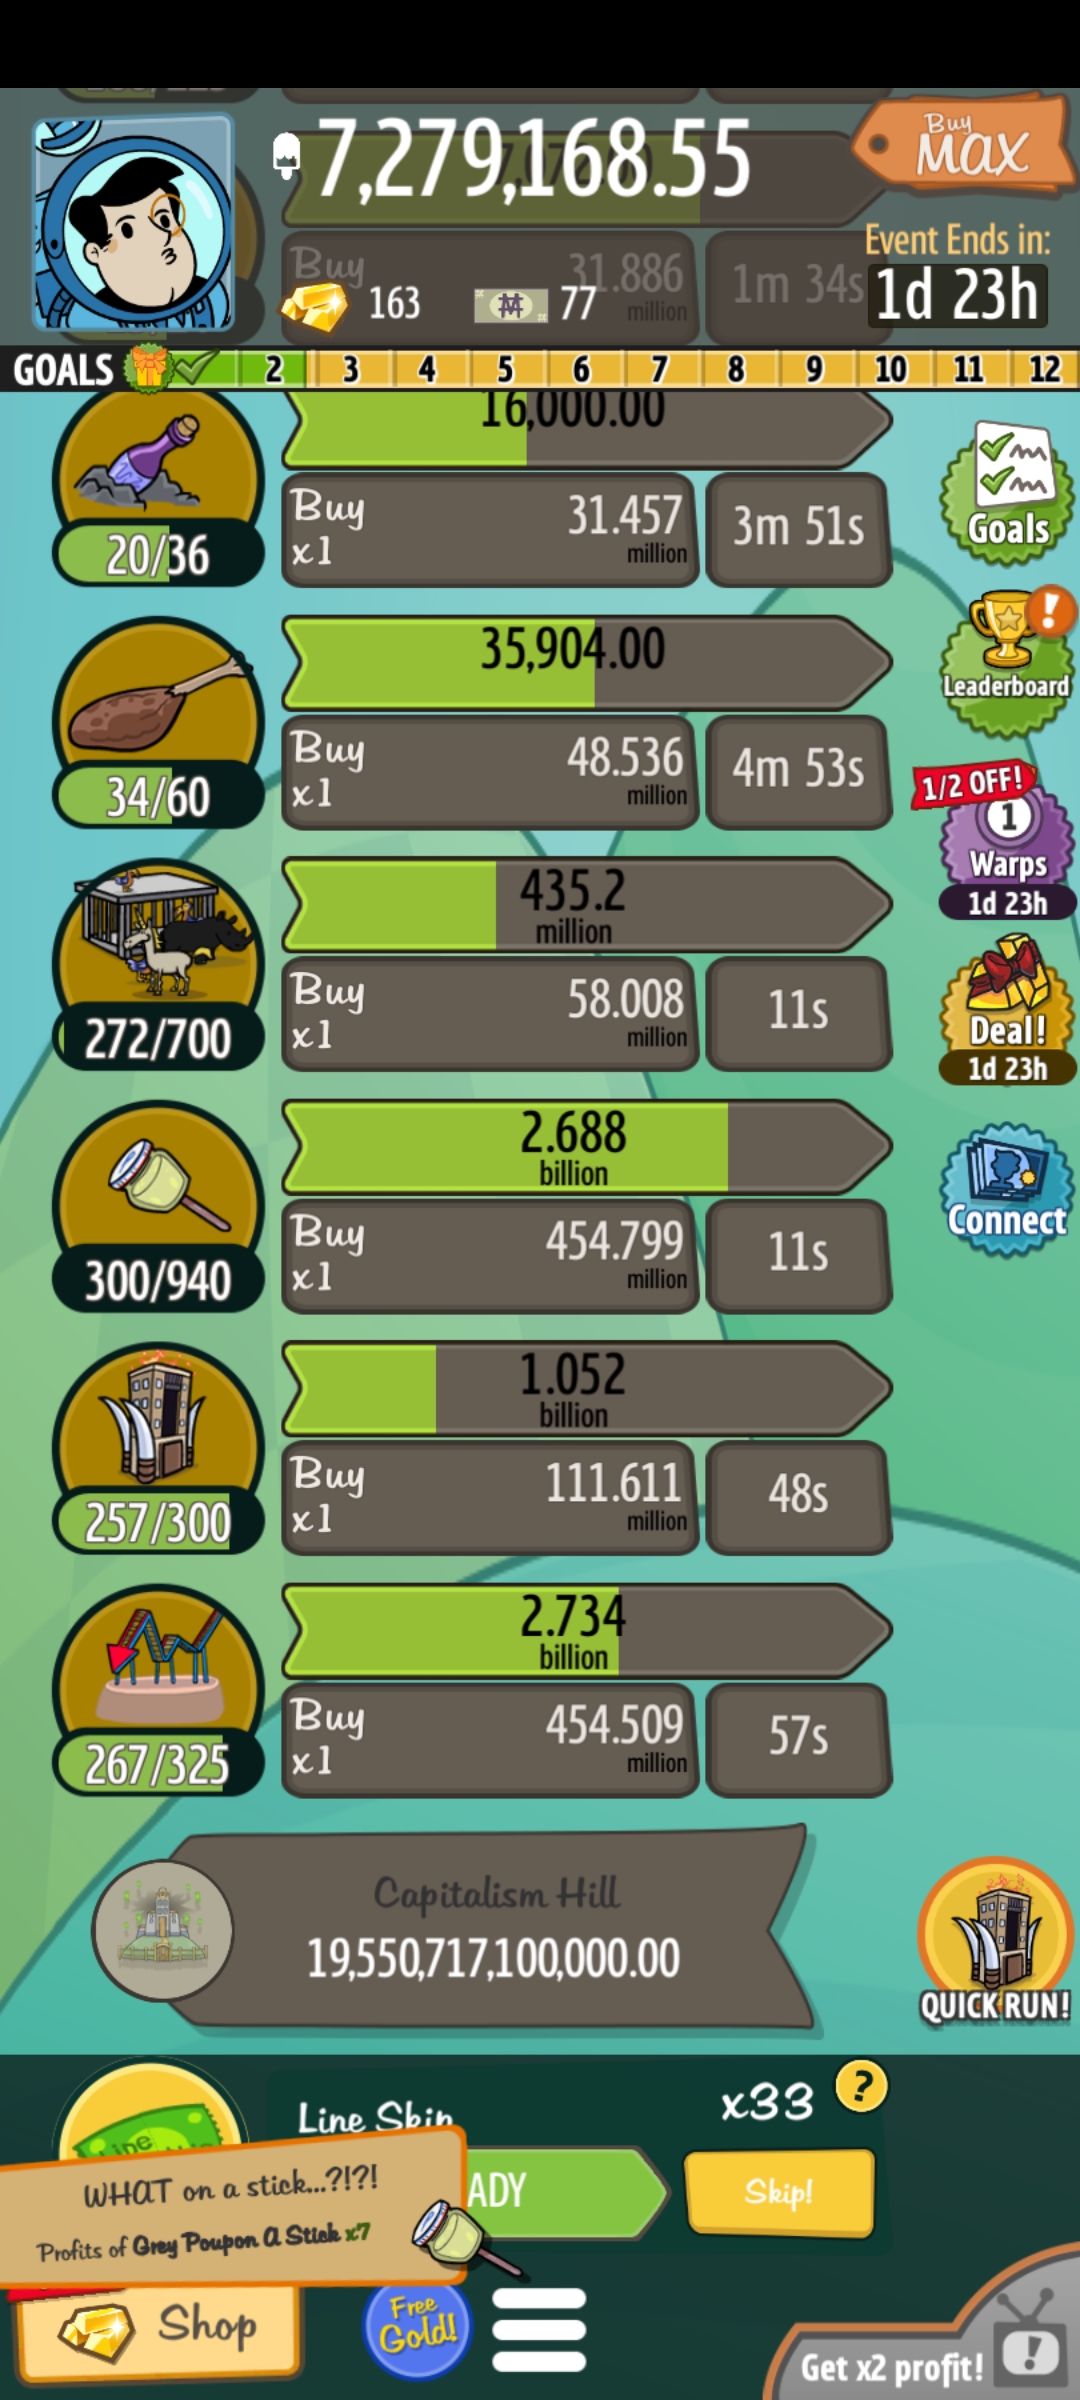 7,279,168.55
Buy
MAX
Buy
31.886
million
1m 34s
163
77
Event Ends in:
1d 23h
GOALS 2 3 4 5 6 7 8 9 10 11 12
16,000.00
20/36
Buy
x1
31.457
million
3m 51s
Goals
35,904.00
34/60
Buy
x1
48.536
million
4m 53s
Leaderboard
1/2 OFF!
1
Warps
1d 23h
435.2
million
272/700
Buy
x1
58.008
million
11s
Deal!
1d 23h
2.688
billion
300/940
Buy
x1
454.799
million
11s
Connect
1.052
billion
257/300
Buy
x1
111.611
million
48s
2.734
billion
267/325
Buy
x1
454.509
million
57s
Capitalism Hill
19,550,717,100,000.00
QUICK RUN!
Line Skip
x33
?
ADY
Skip!
WHAT on a stick...?!?!
Profits of Grey Poupon A Stick x7
Shop
Free
Gold!
Get x2 profit!